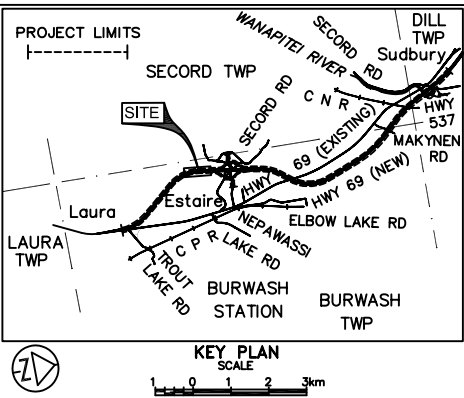 PROJECT LIMITS
DILL
TWP
Sudbury
SECORD RD
WANAPITEI RIVER
SECORD TWP
C N R
HWY
537
MAKYNEN
RD
SITE
SECORD RD
HWY 69 (EXISTING)
HWY 69 (NEW)
Estaire
Laura
ELBOW LAKE RD
NEPAWASSI
LAKE RD
C P R
LAURA
TWP
TROUT
LAKE RD
BURWASH
STATION
BURWASH
TWP
KEY PLAN
SCALE
Z
1 0 1 2 3km